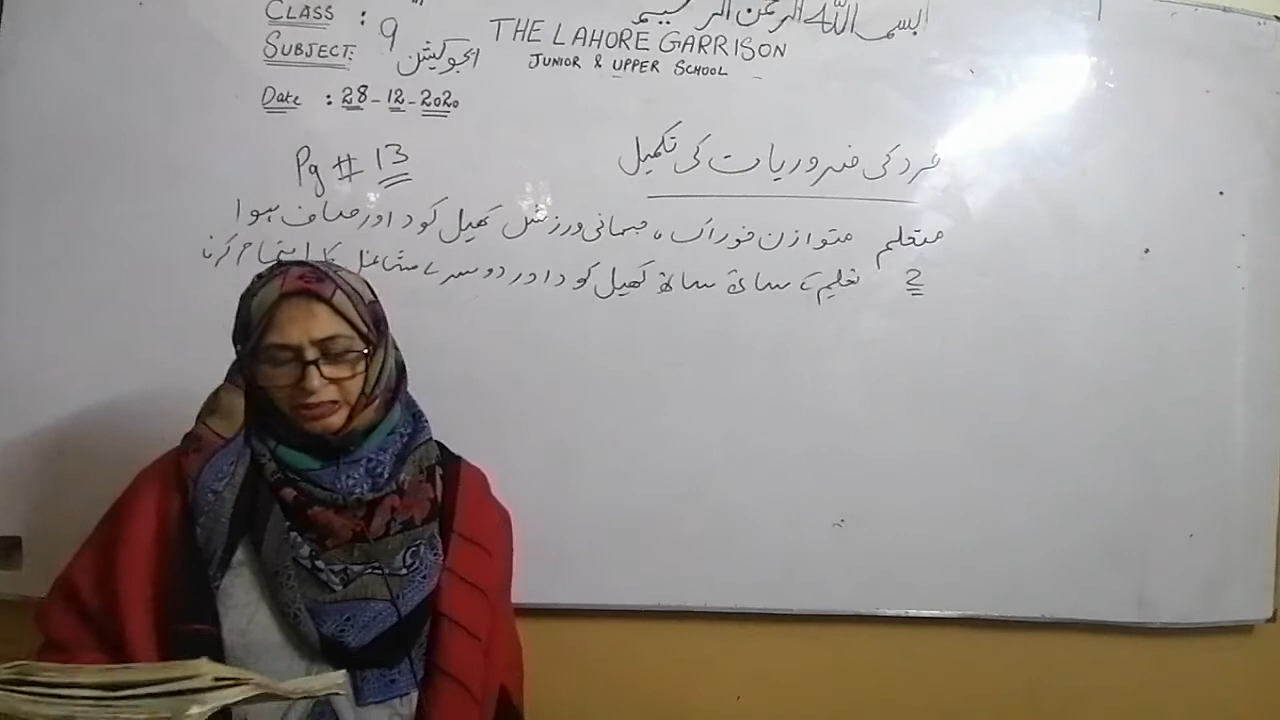 بسم اللہ الرحمن الرحیم
CLASS : 9
THE LAHORE GARRISON
SUBJECT: ایجوکیشن
JUNIOR & UPPER SCHOOL
Date : 28-12-2020
Pg # 13
فرد کی ضروریات کی تکمیل
متعلم متوازن خوراک، جسمانی ورزش کھیل کود اور صاف ہوا
2 تعلیم کے ساتھ ساتھ کھیل کود اور دوسرے مشاغل کا اہتمام کرنا